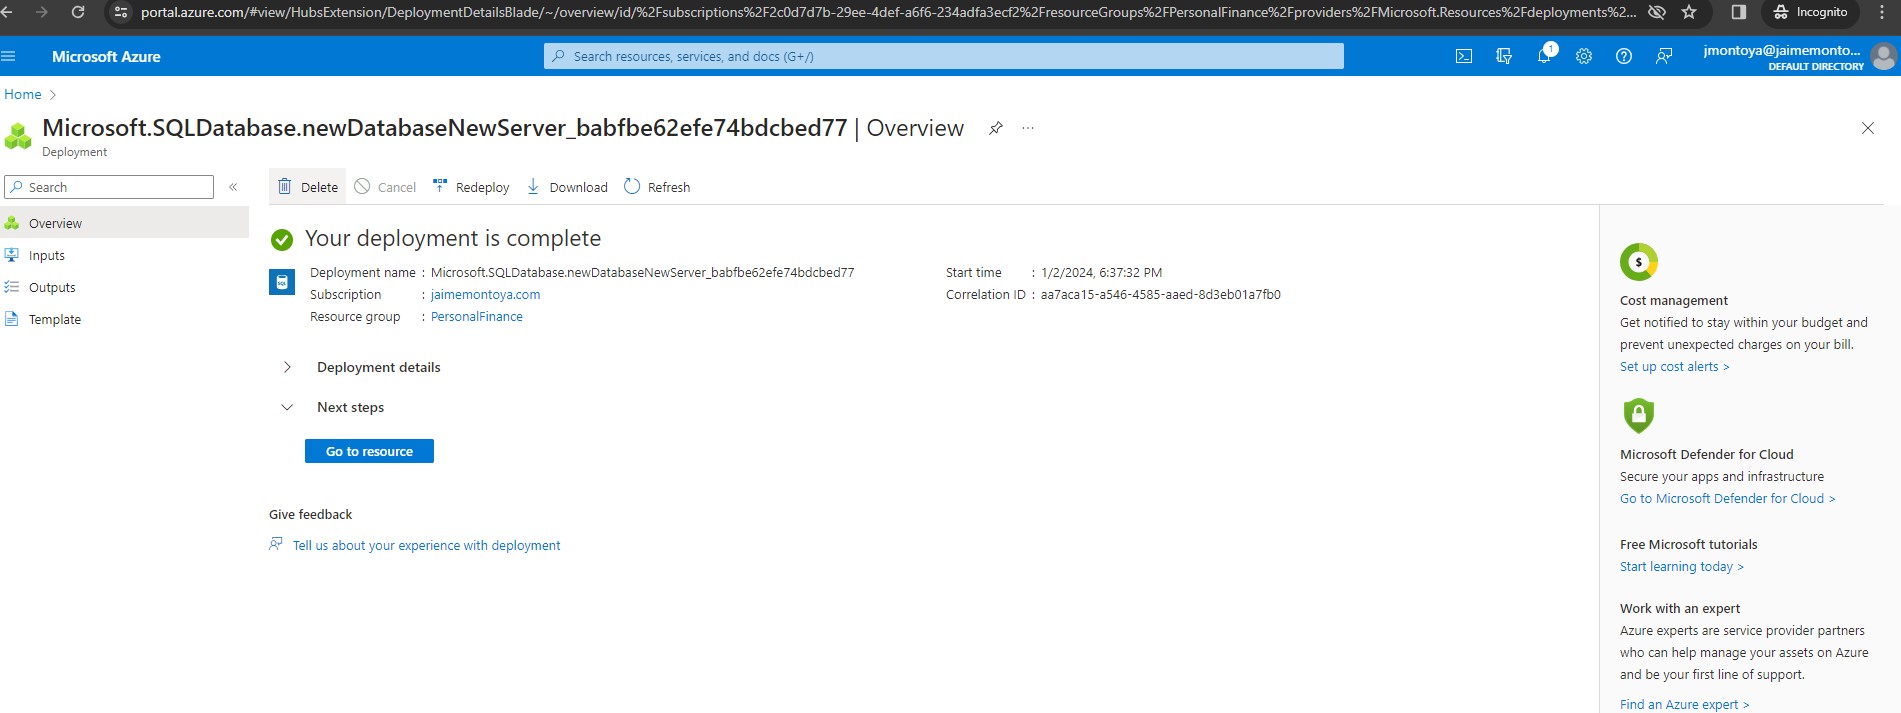 portal.azure.com/#view/HubsExtension/DeploymentDetailsBlade/~/overview/id/%2Fsubscriptions%2F2c0d7d7b-29ee-4def-a6f6-234adfa3ecf2%2FresourceGroups%2FPersonalFinance%2Fproviders%2FMicrosoft.Resources%2Fdeployments%2... Incognito
Microsoft Azure
Search resources, services, and docs (G+/)
1
jmontoya@jaimemonto...
DEFAULT DIRECTORY
Home >
Microsoft.SQLDatabase.newDatabaseNewServer_babfbe62efe74bdcbed77 | Overview ...
Deployment
Search «
Delete Cancel Redeploy Download Refresh
Overview
Inputs
Outputs
Template
Your deployment is complete
SQL
Deployment name : Microsoft.SQLDatabase.newDatabaseNewServer_babfbe62efe74bdcbed77
Subscription : jaimemontoya.com
Resource group : PersonalFinance
Start time : 1/2/2024, 6:37:32 PM
Correlation ID : aa7aca15-a546-4585-aaed-8d3eb01a7fb0
Deployment details
Next steps
Go to resource
Give feedback
Tell us about your experience with deployment
$
Cost management
Get notified to stay within your budget and
prevent unexpected charges on your bill.
Set up cost alerts >
Microsoft Defender for Cloud
Secure your apps and infrastructure
Go to Microsoft Defender for Cloud >
Free Microsoft tutorials
Start learning today >
Work with an expert
Azure experts are service provider partners
who can help manage your assets on Azure
and be your first line of support.
Find an Azure expert >